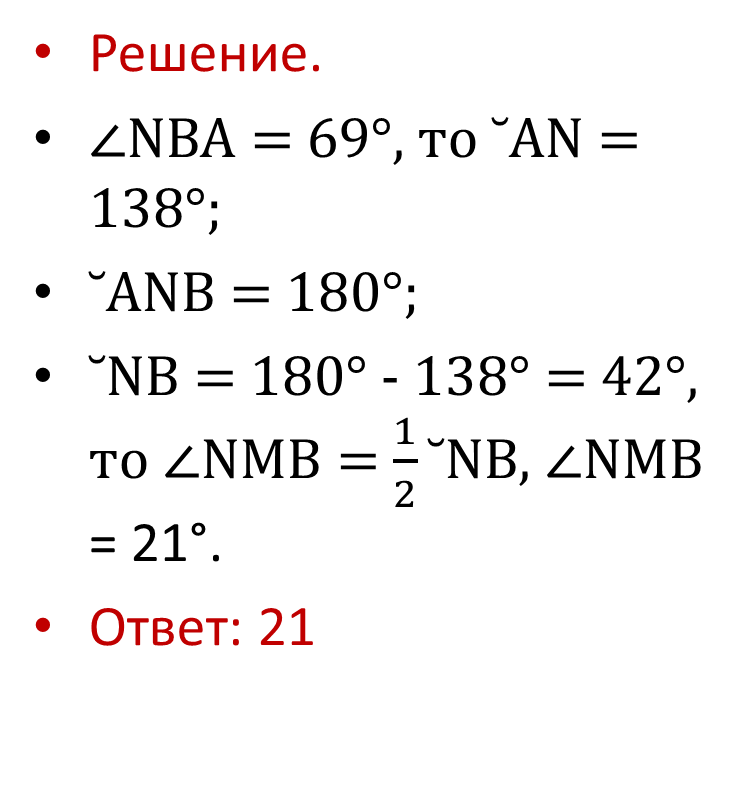 • Решение.
• ∠NBA = 69°, то ˘AN =
138°;
• ˘ANB = 180°;
• ˘NB = 180° - 138° = 42°,
то ∠NMB = 1/2 ˘NB, ∠NMB
= 21°.
• Ответ: 21